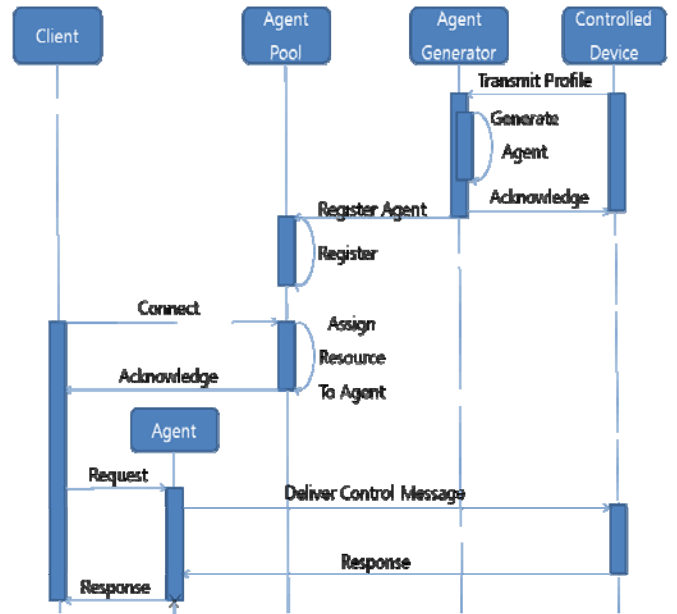 Client
Agent
Pool
Agent
Generator
Controlled
Device
Transmit Profile
Generate
Agent
Acknowledge
Register Agent
Register
Connect
Assign
Resource
To Agent
Acknowledge
Agent
Request
Deliver Control Message
Response
Response